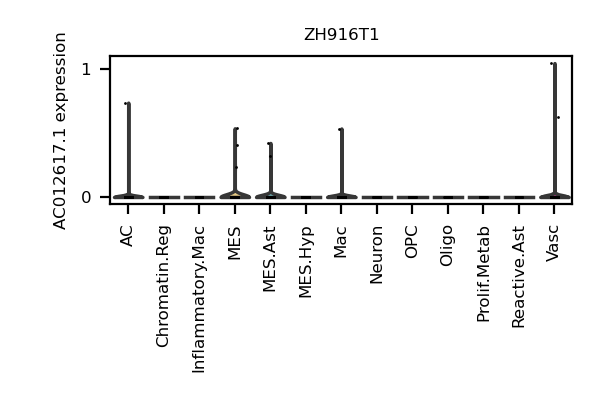 ZH916T1
AC012617.1 expression
1
0
AC
Chromatin.Reg
Inflammatory.Mac
MES
MES.Ast
MES.Hyp
Mac
Neuron
OPC
Oligo
Prolif.Metab
Reactive.Ast
Vasc